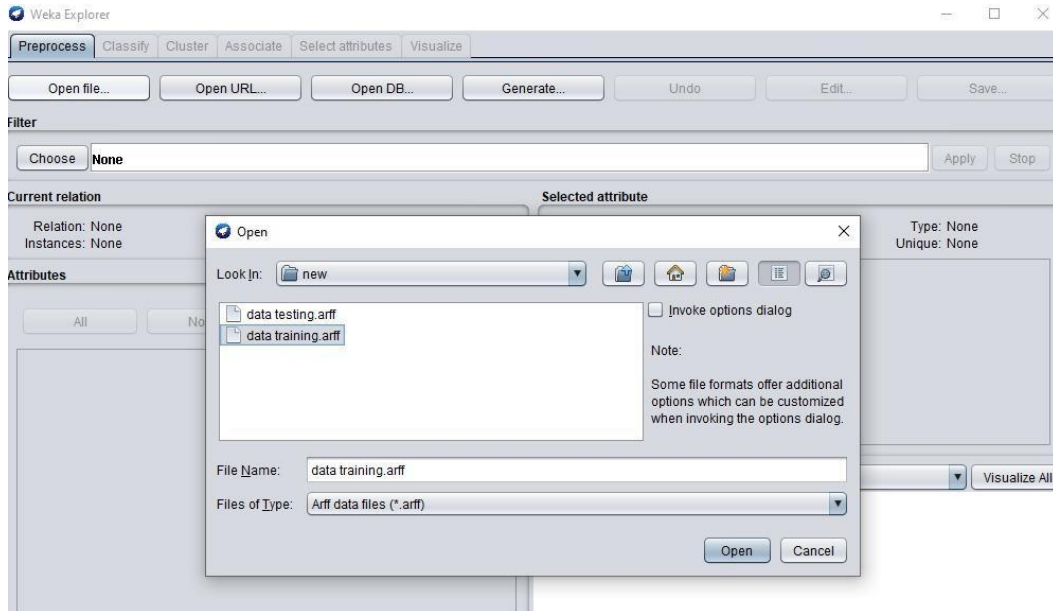 Weka Explorer
Preprocess Classify Cluster Associate Select attributes Visualize
Open file... Open URL... Open DB... Generate... Undo Edit... Save...
Filter
Choose None Apply Stop
Current relation Selected attribute
Relation: None Type: None
Instances: None Unique: None
Attributes
All No
Open
Look In: new
data testing.arff
data training.arff
Invoke options dialog
Note:
Some file formats offer additional
options which can be customized
when invoking the options dialog.
File Name: data training.arff
Files of Type: Arff data files (*.arff)
Open Cancel
Visualize All